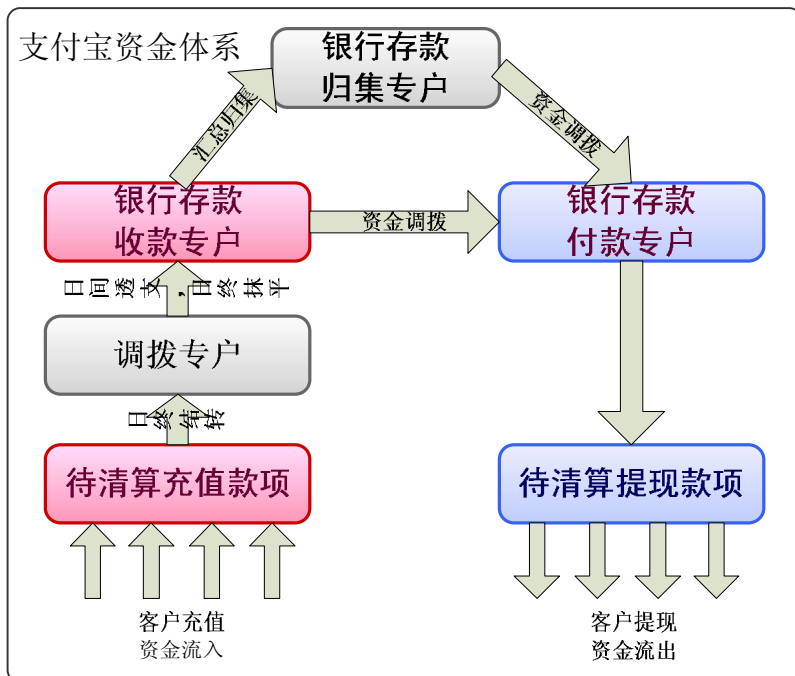 支付宝资金体系
银行存款
归集专户
汇总归集
资金调拨
银行存款
收款专户
资金调拨
银行存款
付款专户
日间透支，日终抹平
调拨专户
日终结转
待清算充值款项
待清算提现款项
客户充值
资金流入
客户提现
资金流出